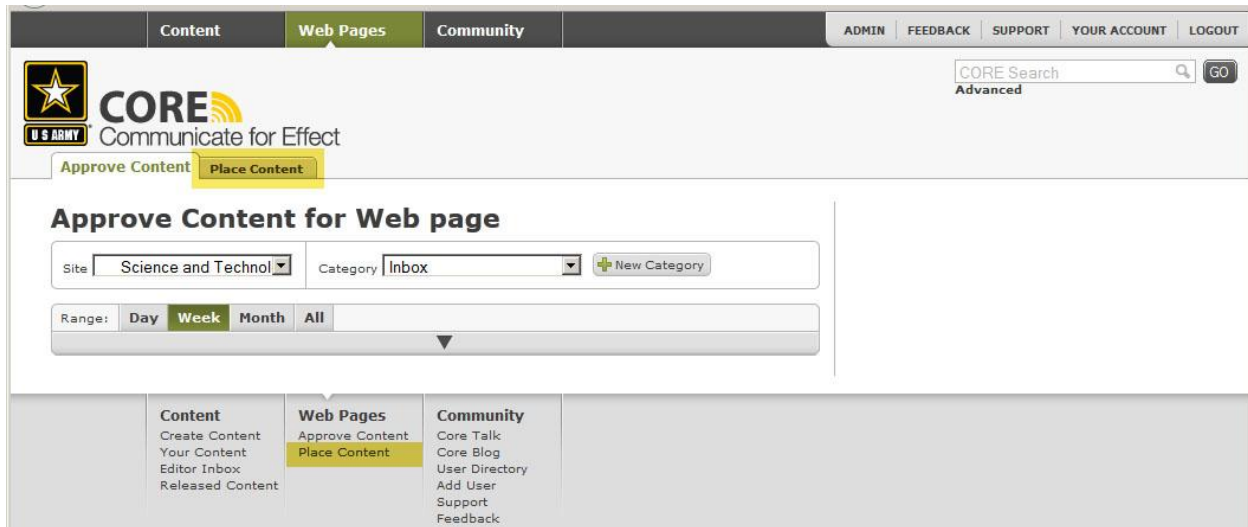 Content Web Pages Community ADMIN FEEDBACK SUPPORT YOUR ACCOUNT LOGOUT
CORE Search GO
Advanced
U S ARMY CORE
Communicate for Effect
Approve Content Place Content
Approve Content for Web page
Site Science and Technol Category Inbox New Category
Range: Day Week Month All
Content Web Pages Community
Create Content Approve Content Core Talk
Your Content Place Content Core Blog
Editor Inbox User Directory
Released Content Add User
Support
Feedback